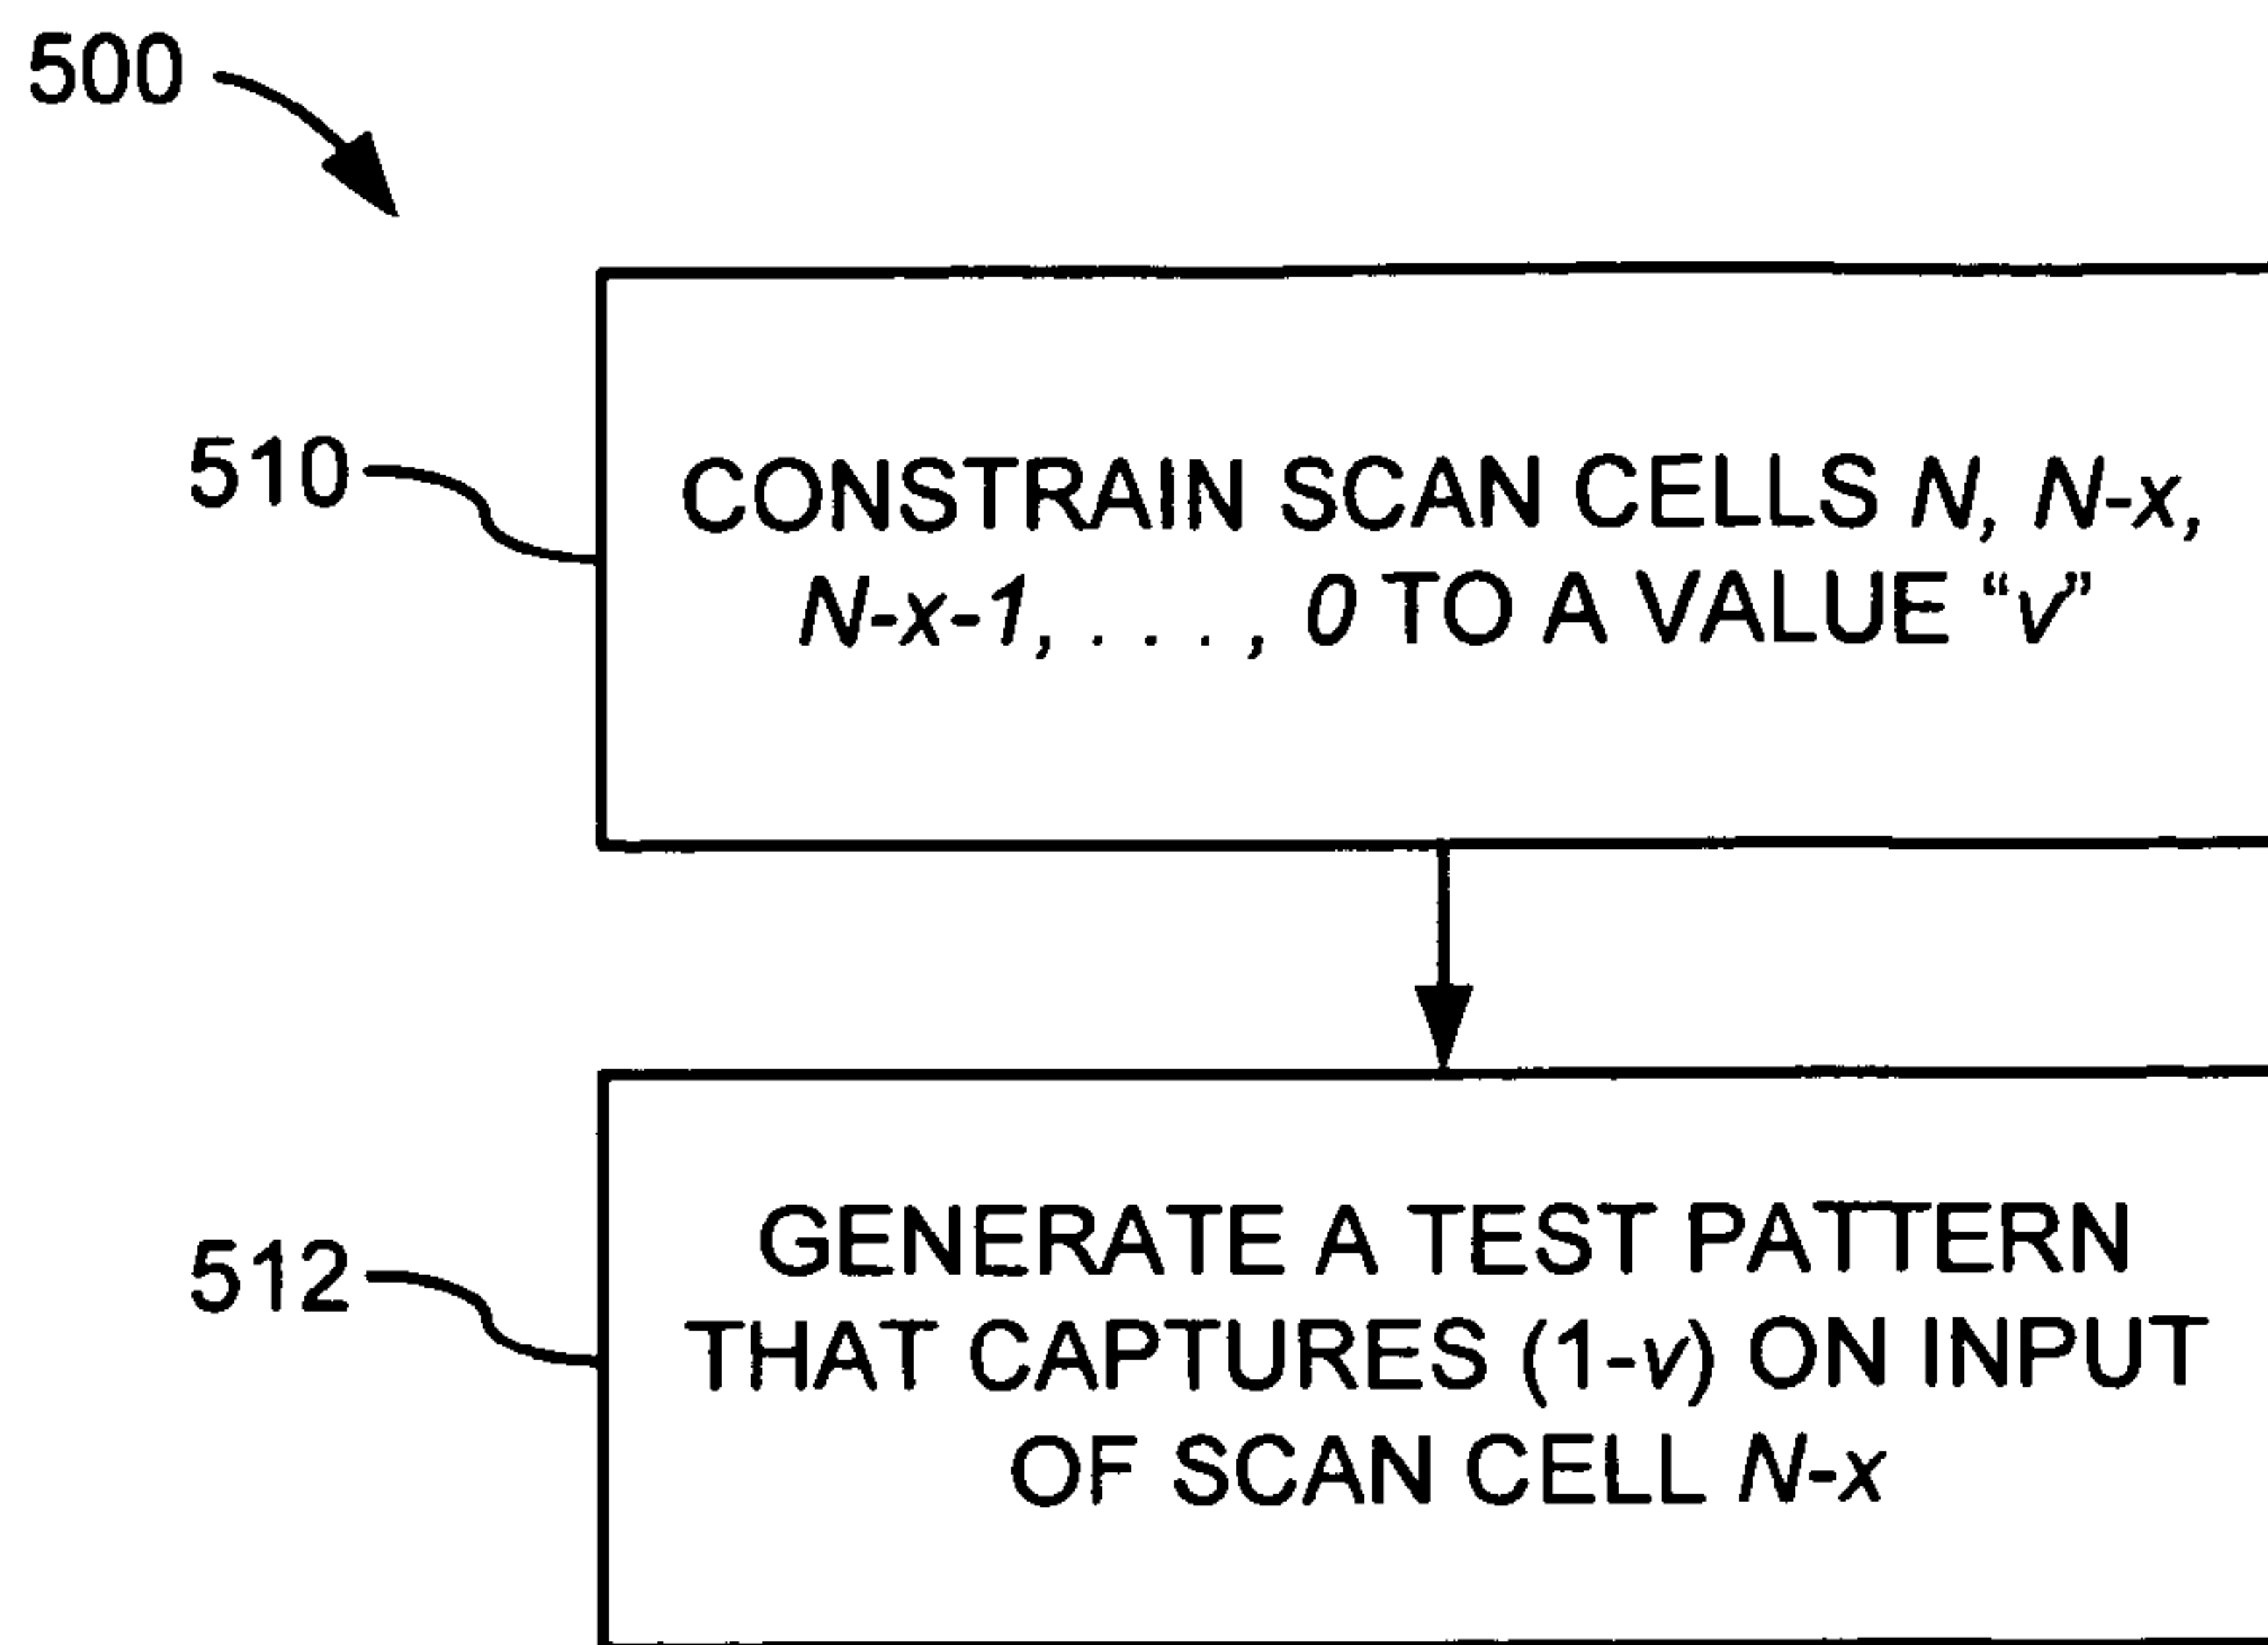 500
510
CONSTRAIN SCAN CELLS N, N-x,
N-x-1, . . . , 0 TO A VALUE “v”
512
GENERATE A TEST PATTERN
THAT CAPTURES (1-v) ON INPUT
OF SCAN CELL N-x